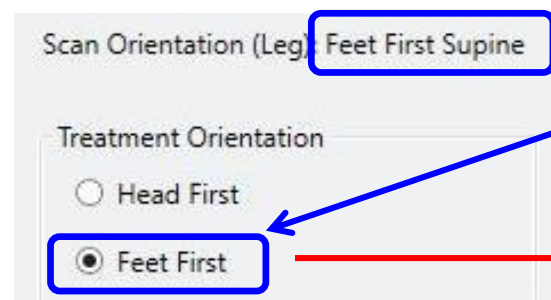 Scan Orientation (Leg): Feet First Supine
Treatment Orientation
Head First
Feet First